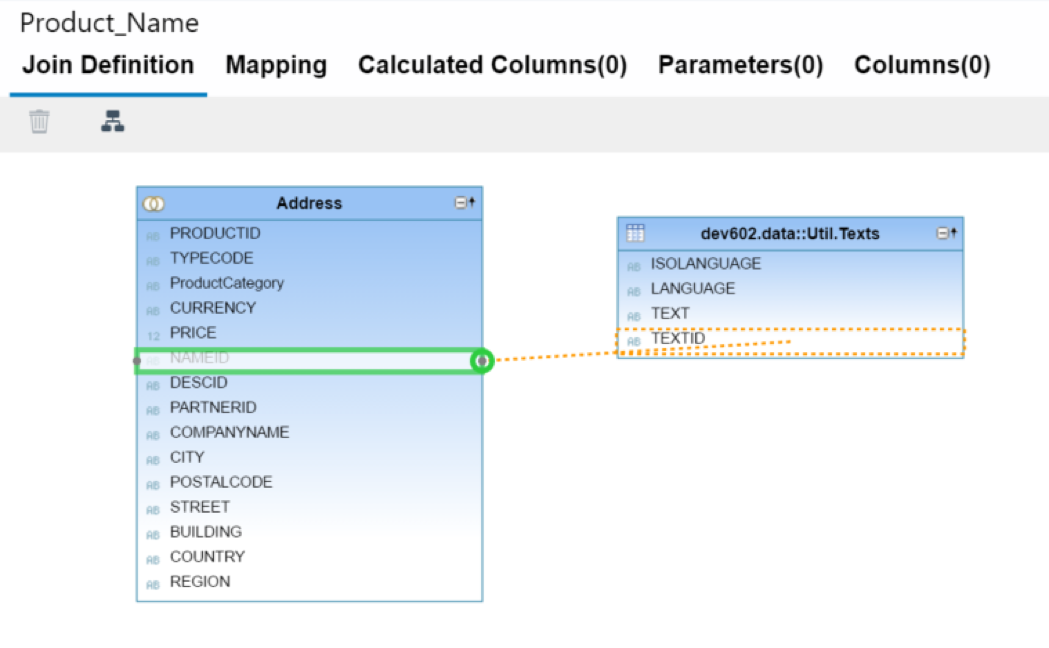 Product_Name
Join Definition Mapping Calculated Columns(0) Parameters(0) Columns(0)
Address
AB PRODUCTID
AB TYPECODE
AB ProductCategory
AB CURRENCY
12 PRICE
AB NAMEID
AB DESCID
AB PARTNERID
AB COMPANYNAME
AB CITY
AB POSTALCODE
AB STREET
AB BUILDING
AB COUNTRY
AB REGION
dev602.data::Util.Texts
AB ISOLANGUAGE
AB LANGUAGE
AB TEXT
AB TEXTID